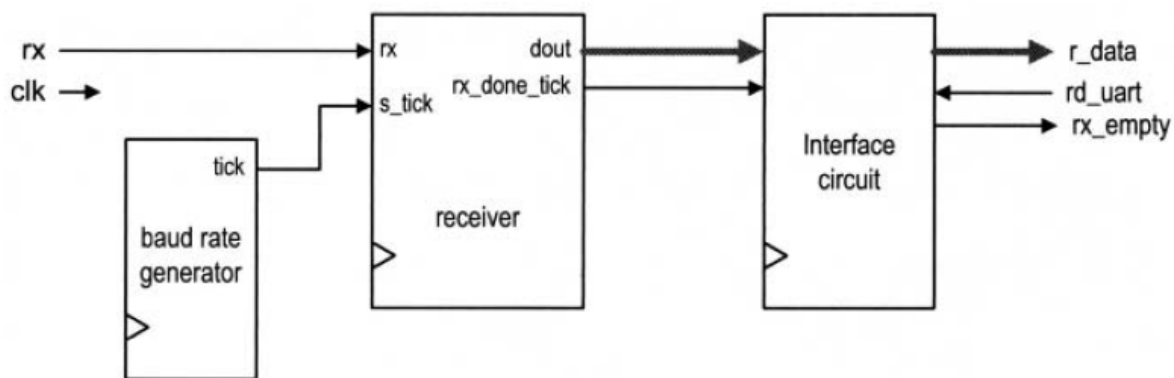 rx
clk
rx
dout
s_tick
rx_done_tick
receiver
tick
baud rate
generator
Interface
circuit
r_data
rd_uart
rx_empty